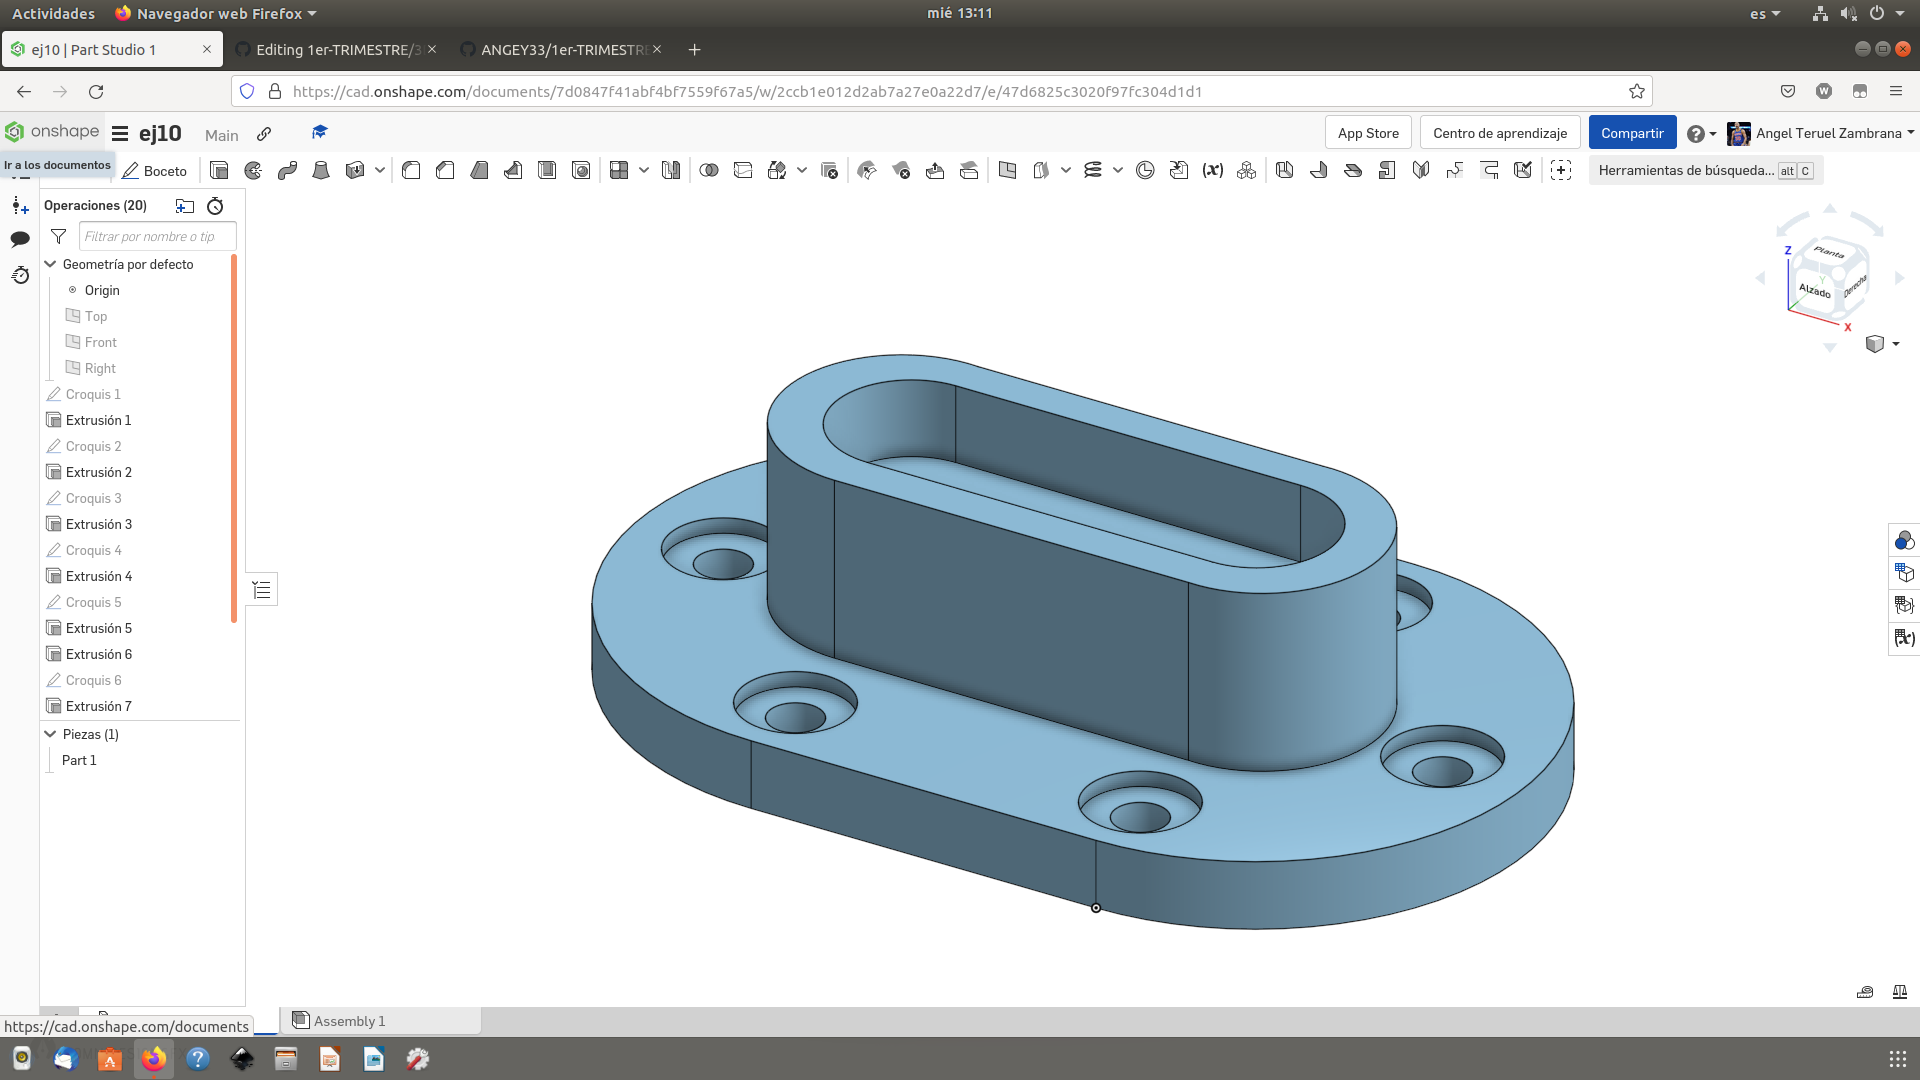 Actividades
Navegador web Firefox
mié 13:11
es
ej10 | Part Studio 1
Editing 1er-TRIMESTRE/3
ANGEY33/1er-TRIMESTRE
https://cad.onshape.com/documents/7d0847f41abf4bf7559f67a5/w/2ccb1e012d2ab7a27e0a22d7/e/47d6825c3020f97fc304d1d1
onshape
ej10
Main
App Store
Centro de aprendizaje
Compartir
Angel Teruel Zambrana
Ir a los documentos
Boceto
(x)
Herramientas de búsqueda... alt C
Operaciones (20)
Filtrar por nombre o tip
Geometría por defecto
Origin
Top
Front
Right
Croquis 1
Extrusión 1
Croquis 2
Extrusión 2
Croquis 3
Extrusión 3
Croquis 4
Extrusión 4
Croquis 5
Extrusión 5
Extrusión 6
Croquis 6
Extrusión 7
Piezas (1)
Part 1
Z
Planta
Y
Alzado
Derecha
X
Assembly 1
https://cad.onshape.com/documents